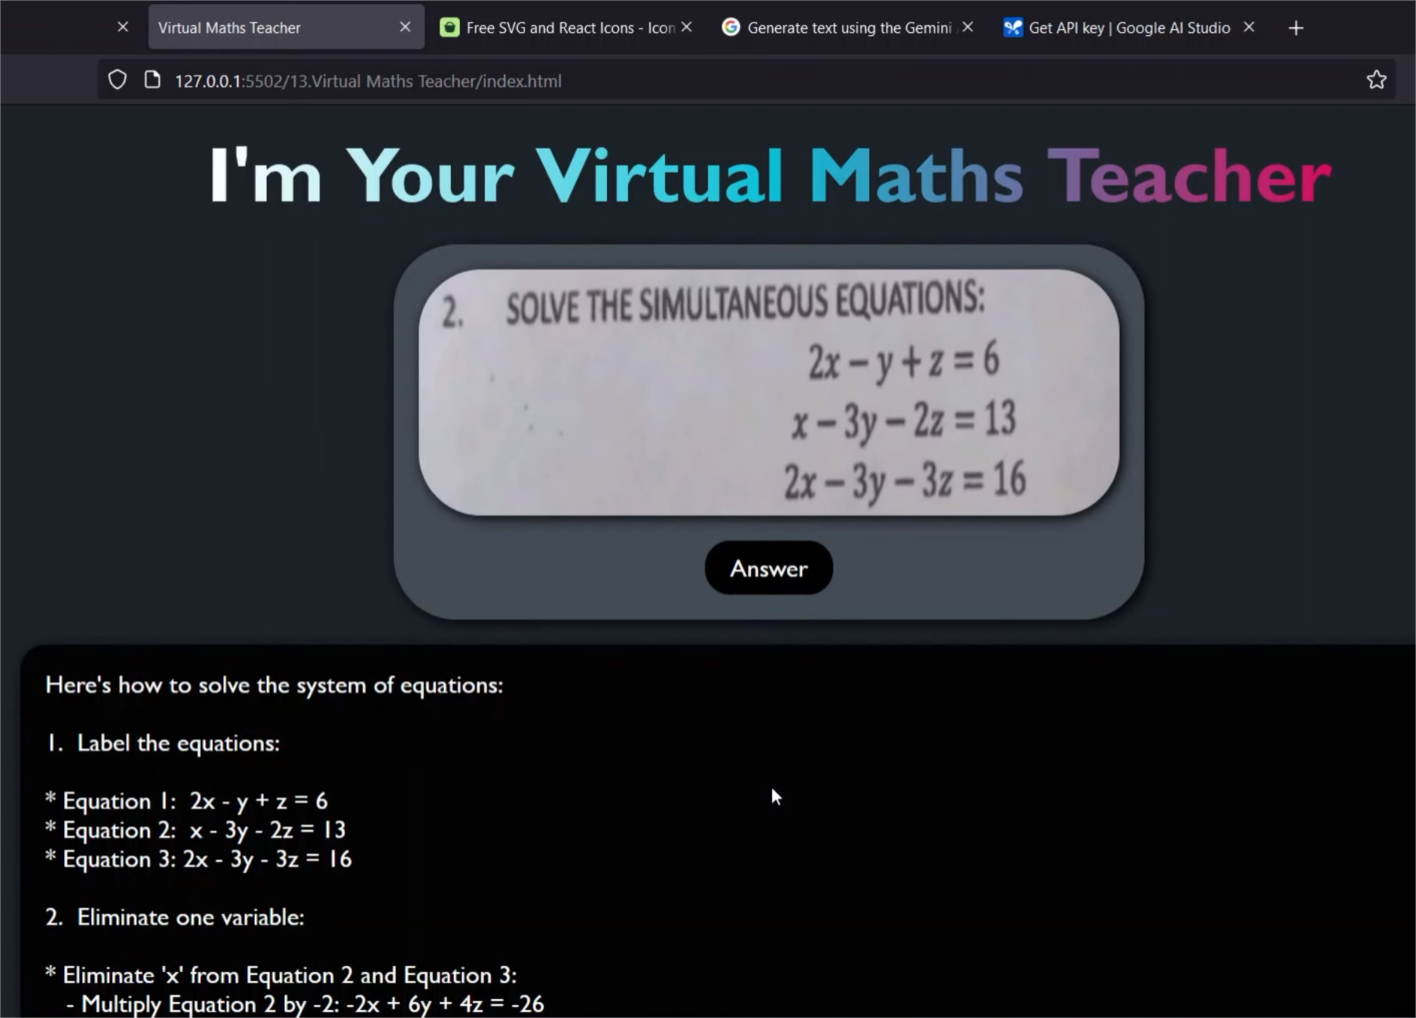 Virtual Maths Teacher
Free SVG and React Icons - Icon
Generate text using the Gemini
Get API key | Google AI Studio
127.0.0.1:5502/13.Virtual Maths Teacher/index.html
I'm Your Virtual Maths Teacher
2. SOLVE THE SIMULTANEOUS EQUATIONS:
2x − y + z = 6
x − 3y − 2z = 13
2x − 3y − 3z = 16
Answer
Here's how to solve the system of equations:
1. Label the equations:
* Equation 1: 2x - y + z = 6
* Equation 2: x - 3y - 2z = 13
* Equation 3: 2x - 3y - 3z = 16
2. Eliminate one variable:
* Eliminate 'x' from Equation 2 and Equation 3:
- Multiply Equation 2 by -2: -2x + 6y + 4z = -26